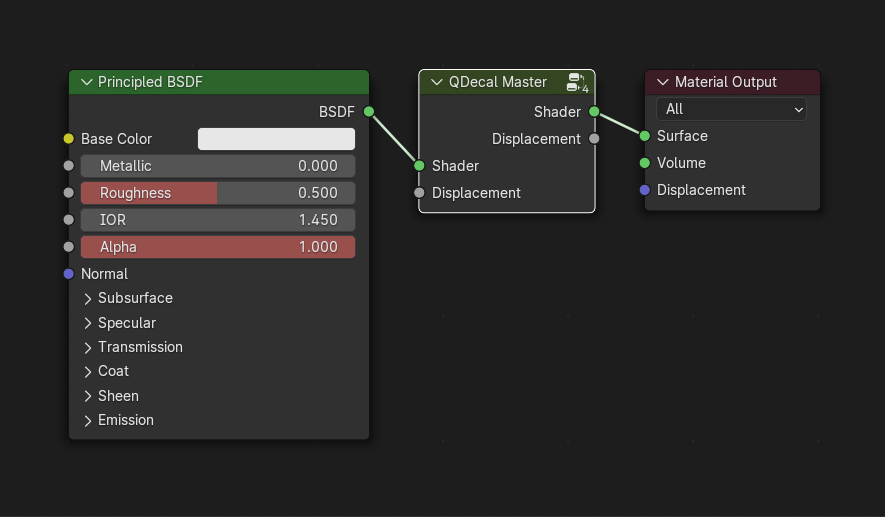 Principled BSDF
BSDF
Base Color
Metallic 0.000
Roughness 0.500
IOR 1.450
Alpha 1.000
Normal
Subsurface
Specular
Transmission
Coat
Sheen
Emission
QDecal Master 4
Shader
Displacement
Shader
Displacement
Material Output
All
Surface
Volume
Displacement